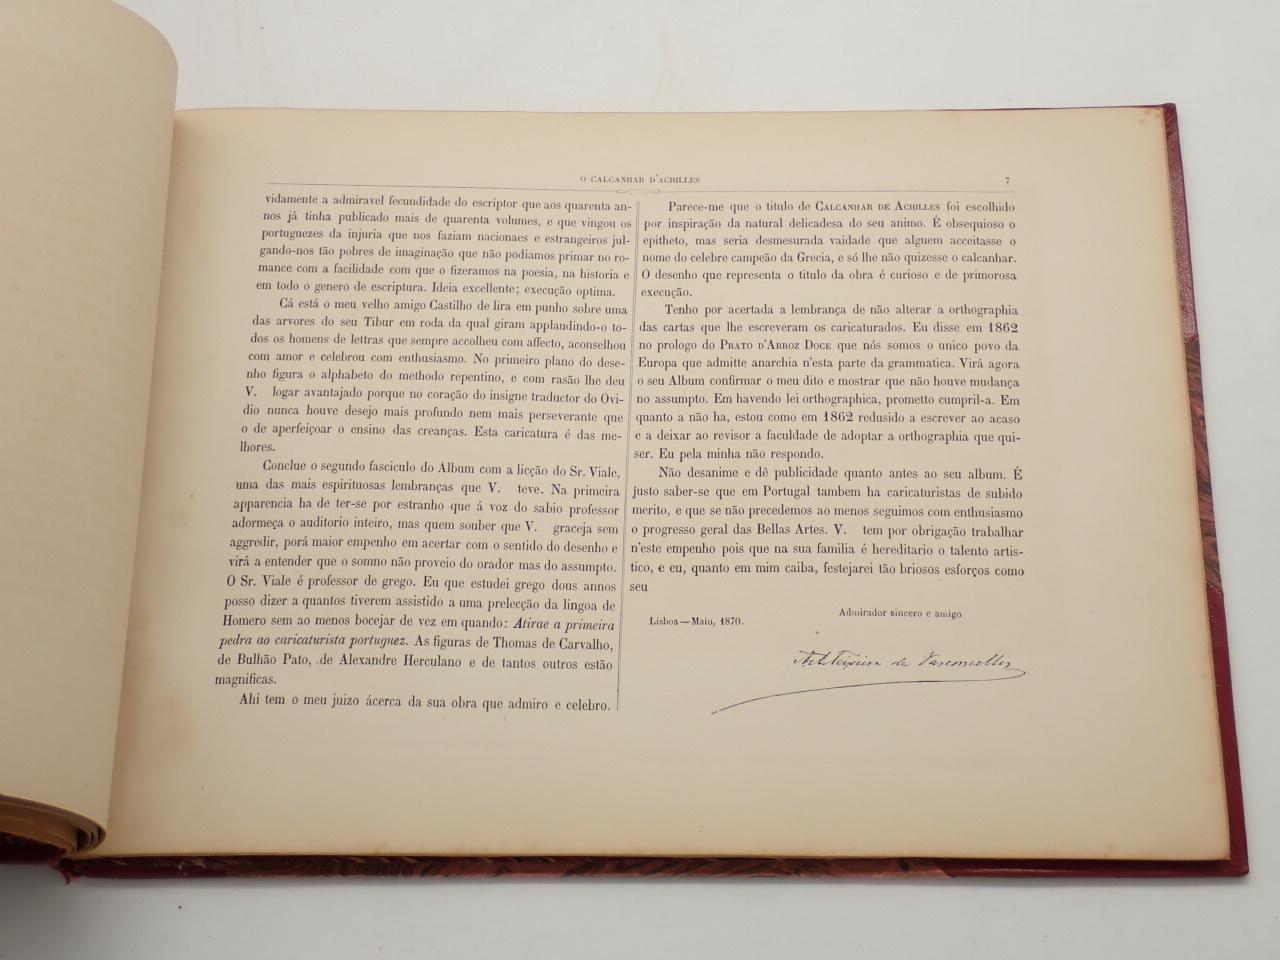 O CALCANHAR D'ACHILLES
7
vidamente a admiravel fecundidade do escriptor que aos quarenta an-
nos já tinha publicado mais de quarenta volumes, e que vingou os
portuguezes da injuria que nos faziam nacionaes e estrangeiros jul-
gando-nos tão pobres de imaginação que não podiamos primar no ro-
mance com a facilidade com que o fizeramos na poesia, na historia e
em todo o genero de escriptura. Ideia excellente; execução optima.
Cá está o meu velho amigo Castilho de lira em punho sobre uma
das arvores do seu Tibur em roda da qual giram applaudindo-o to-
dos os homens de lettras que sempre accolheu com affecto, aconselhou
com amor e celebrou com enthusiasmo. No primeiro plano do dese-
nho figura o alphabeto do methodo repentino, e com rasão lhe deu
V. logar avantajado porque no coração do insigne traductor do Ovi-
dio nunca houve desejo mais profundo nem mais perseverante que
o de aperfeiçoar o ensino das creanças. Esta caricatura é das me-
lhores.
Conclue o segundo fasciculo do Album com a licção do Sr. Viale,
uma das mais espirituosas lembranças que V. teve. Na primeira
apparencia ha de ter-se por estranho que á voz do sabio professor
adormeça o auditorio inteiro, mas quem souber que V. graceja sem
aggredir, porá maior empenho em acertar com o sentido do desenho e
virá a entender que o somno não proveio do orador mas do assumpto.
O Sr. Viale é professor de grego. Eu que estudei grego dous annos
posso dizer a quantos tiverem assistido a uma prelecção da lingoa de
Homero sem ao menos bocejar de vez em quando: Atirae a primeira
pedra ao caricaturista portuguez. As figuras de Thomas de Carvalho,
de Bulhão Pato, de Alexandre Herculano e de tantos outros estão
magnificas.
Ahi tem o meu juizo ácerca da sua obra que admiro e celebro.
Parece-me que o titulo de CALCANHAR DE ACHILLES foi escolhido
por inspiração da natural delicadesa do seu animo. É obsequioso o
epitheto, mas seria desmesurada vaidade que alguem acceitasse o
nome do celebre campeão da Grecia, e só lhe não quizesse o calcanhar.
O desenho que representa o titulo da obra é curioso e de primorosa
execução.
Tenho por acertada a lembrança de não alterar a orthographia
das cartas que lhe escreveram os caricaturados. Eu disse em 1862
no prologo do PRATO D'ARROZ DOCE que nós somos o unico povo da
Europa que admitte anarchia n'esta parte da grammatica. Virá agora
o seu Album confirmar o meu dito e mostrar que não houve mudança
no assumpto. Em havendo lei orthographica, prometto cumpril-a. Em
quanto a não ha, estou como em 1862 redusido a escrever ao acaso
e a deixar ao revisor a faculdade de adoptar a orthographia que qui-
ser. Eu pela minha não respondo.
Não desanime e dê publicidade quanto antes ao seu album. É
justo saber-se que em Portugal tambem ha caricaturistas de subido
merito, e que se não precedemos ao menos seguimos com enthusiasmo
o progresso geral das Bellas Artes. V. tem por obrigação trabalhar
n'este empenho pois que na sua familia é hereditario o talento artis-
tico, e eu, quanto em mim caiba, festejarei tão briosos esforços como
seu
Admirador sincero e amigo
Lisboa—Maio, 1870.
Teixeira de Vasconcellos